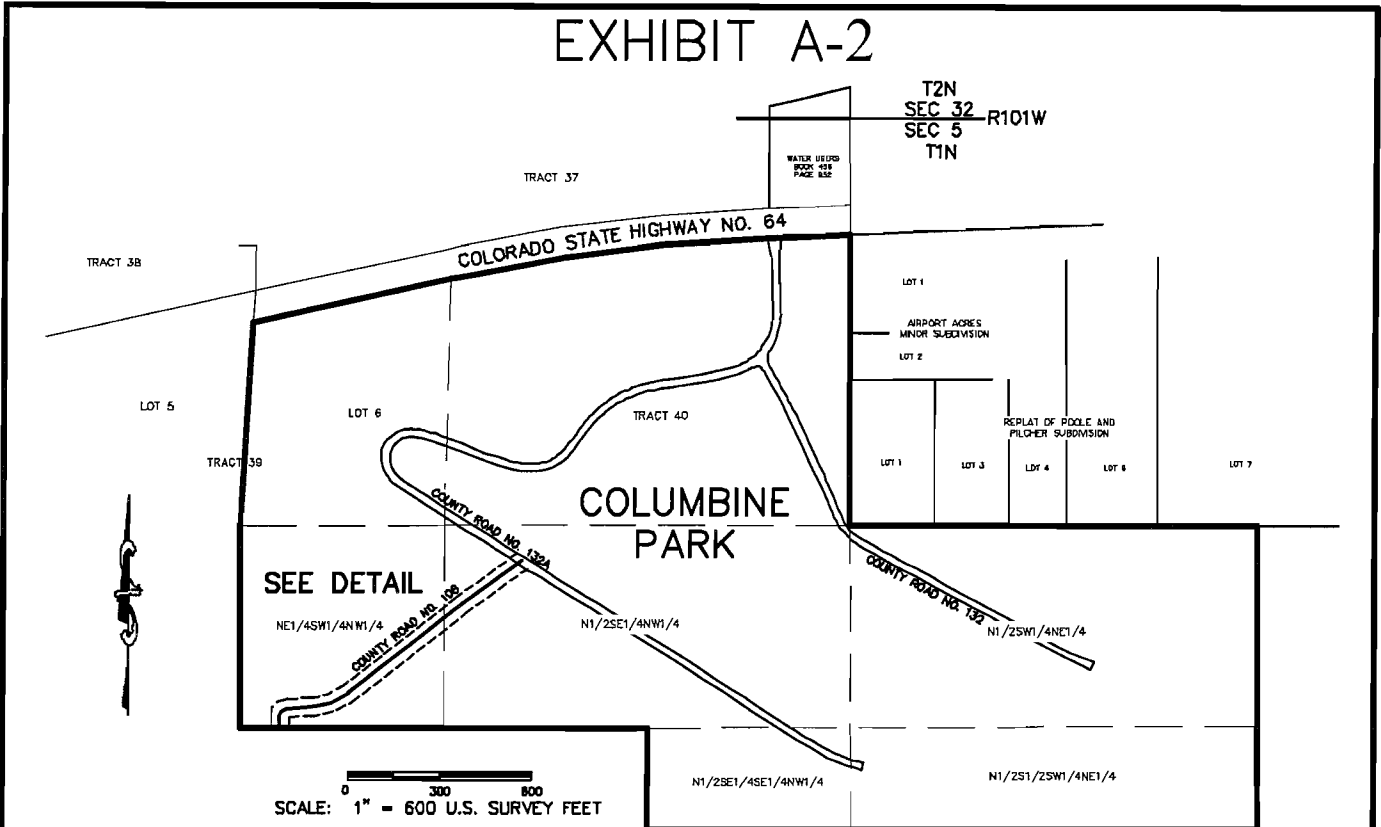 EXHIBIT A-2
T2N
SEC 32
R101W
SEC 5
T1N
WATER USERS
BOOK 456
TRACT 37
COLORADO STATE HIGHWAY NO. 64
TRACT 38
LOT 1
AIRPORT ACRES
MINOR SUBDIVISION
LOT 2
LOT 5
LOT 6
TRACT 40
REPLAT OF POOLE AND
PILCHER SUBDIVISION
TRACT 39
LOT 1
LOT 3
LOT 4
LOT 6
LOT 7
COLUMBINE
PARK
COUNTY ROAD NO. 132A
COUNTY ROAD NO. 132
SEE DETAIL
COUNTY ROAD NO. 106
NE1/4SW1/4NW1/4
N1/2SE1/4NW1/4
N1/2SW1/4NE1/4
N1/2SE1/4SE1/4NW1/4
N1/2S1/2SW1/4NE1/4
0 300 600
SCALE: 1" = 600 U.S. SURVEY FEET